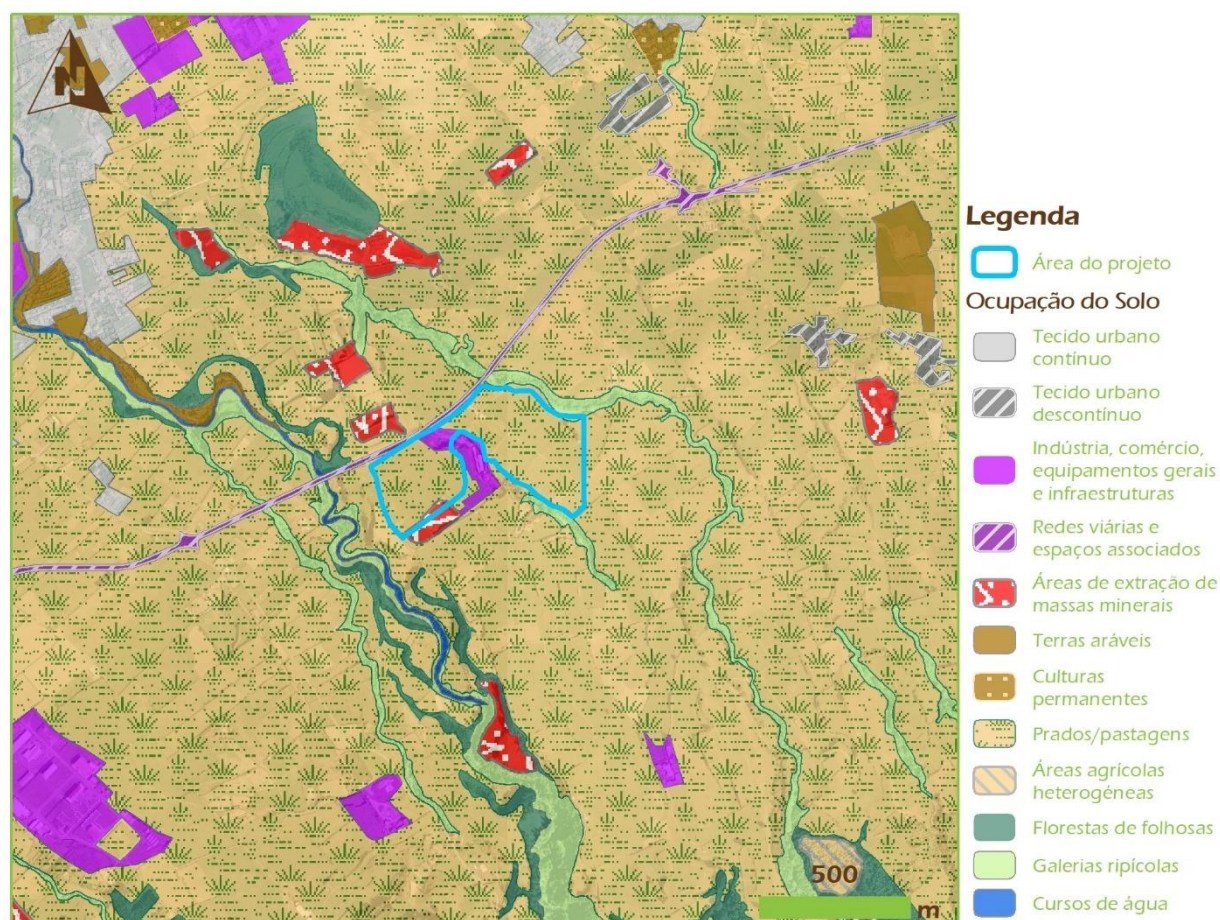 N
Legenda
Área do projeto
Ocupação do Solo
Tecido urbano
contínuo
Tecido urbano
descontínuo
Indústria, comércio,
equipamentos gerais
e infraestruturas
Redes viárias e
espaços associados
Áreas de extração de
massas minerais
Terras aráveis
Culturas
permanentes
Prados/pastagens
Áreas agrícolas
heterogéneas
Florestas de folhosas
Galerias ripícolas
Cursos de água
500
m